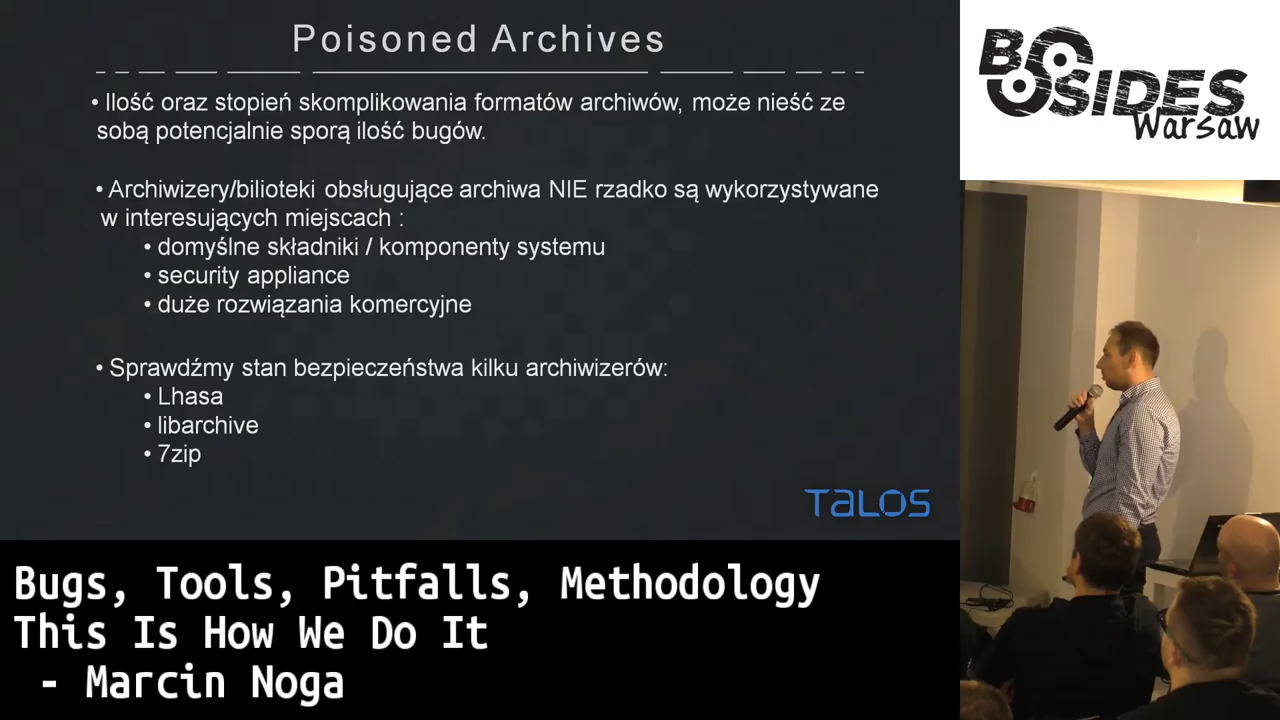 Poisoned Archives
• Ilość oraz stopień skomplikowania formatów archiwów, może nieść ze
sobą potencjalnie sporą ilość bugów.
• Archiwizery/bilioteki obsługujące archiwa NIE rzadko są wykorzystywane
w interesujących miejscach :
• domyślne składniki / komponenty systemu
• security appliance
• duże rozwiązania komercyjne
• Sprawdźmy stan bezpieczeństwa kilku archiwizerów:
• Lhasa
• libarchive
• 7zip
TALOS
BSIDES
Warsaw
Bugs, Tools, Pitfalls, Methodology
This Is How We Do It
- Marcin Noga